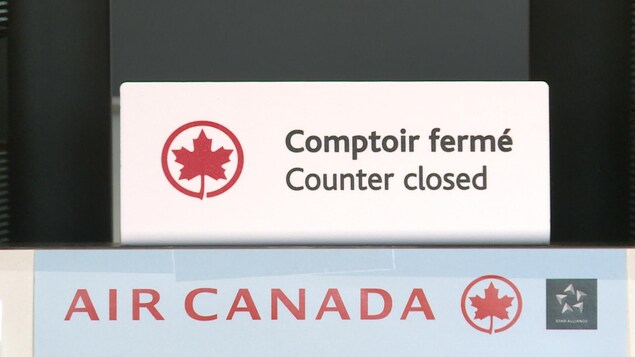 Comptoir fermé
Counter closed
AIR CANADA
STAR ALLIANCE